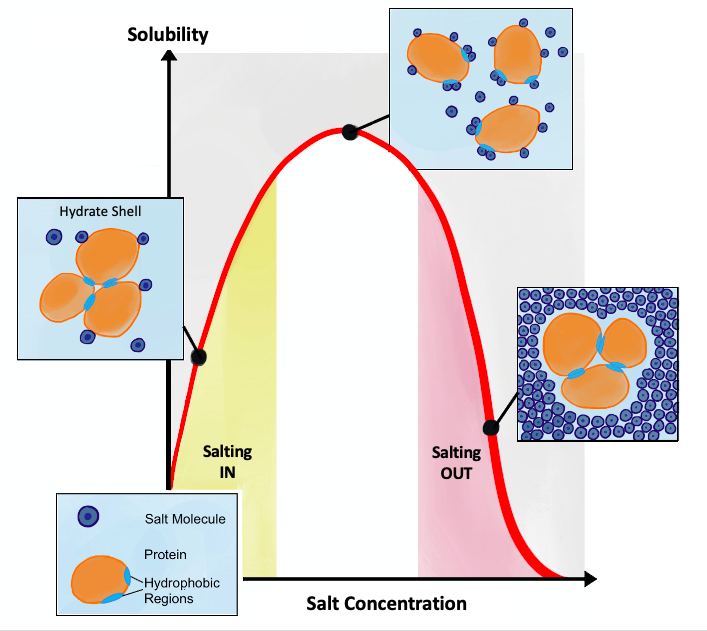 Solubility
Hydrate Shell
Salting
IN
Salting
OUT
Salt Molecule
Protein
Hydrophobic
Regions
Salt Concentration